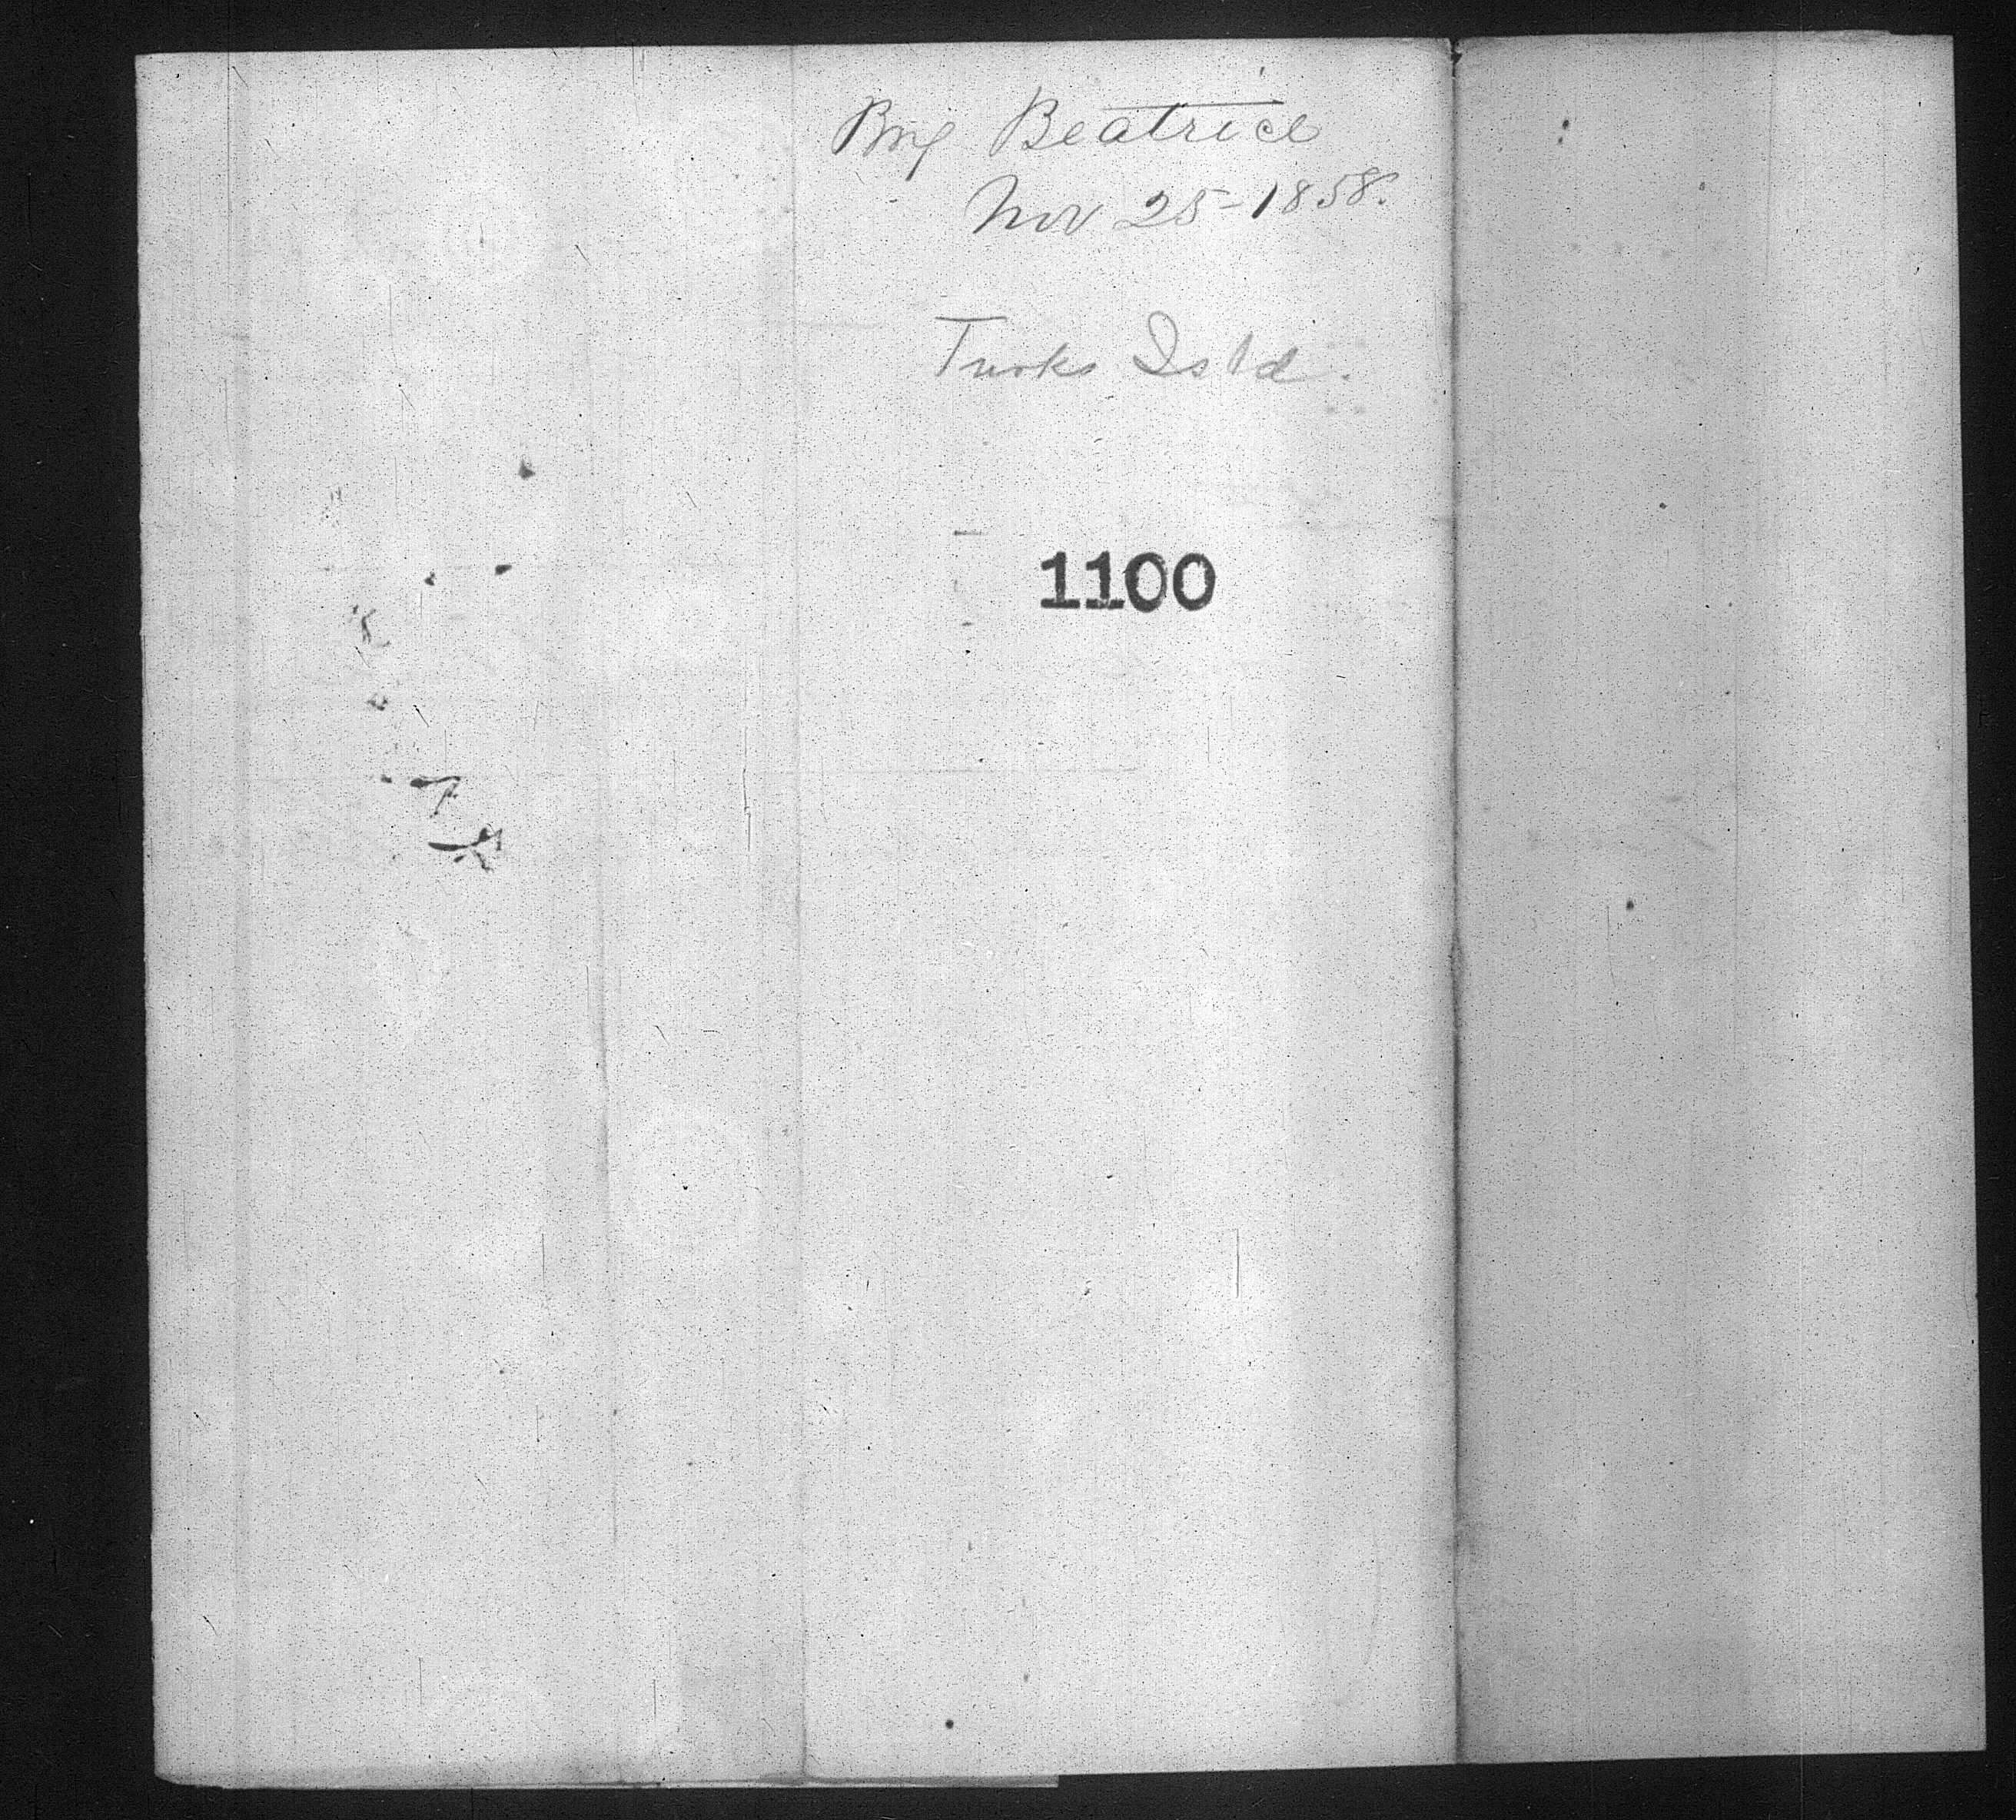 Brig Beatrice
Nov 25-1858.
Turks Isld.
1100